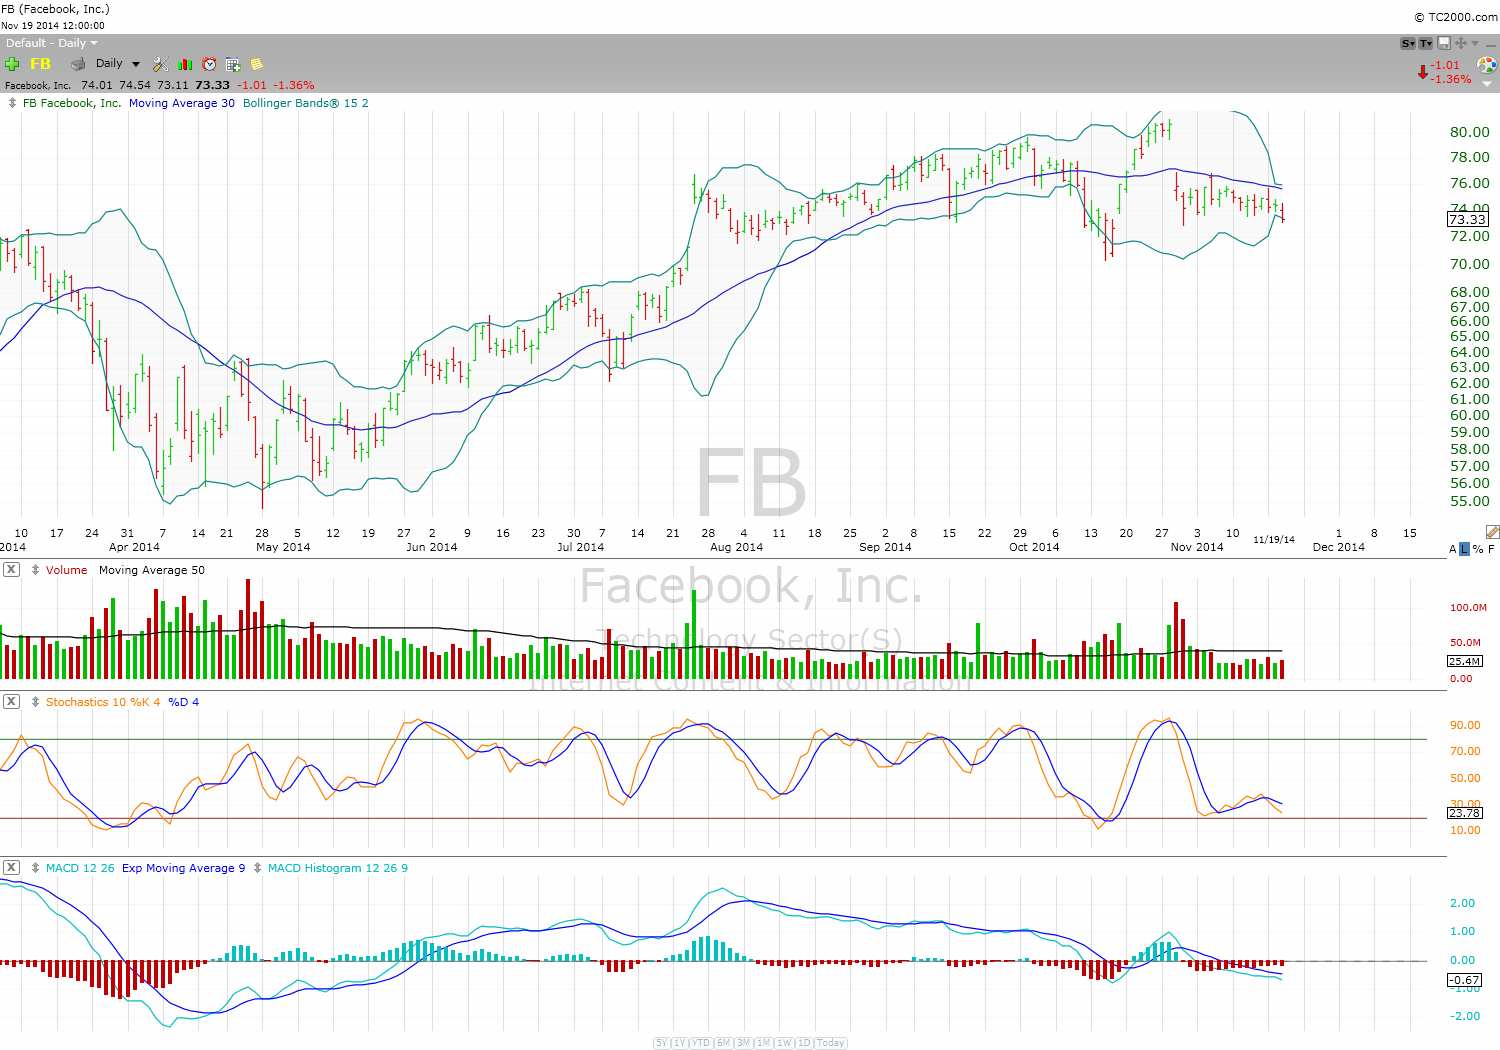 FB (Facebook, Inc.)
Nov 19 2014 12:00:00
© TC2000.com
Default - Daily
S T
FB Daily
-1.01
-1.36%
Facebook, Inc. 74.01 74.54 73.11 73.33 -1.01 -1.36%
FB Facebook, Inc. Moving Average 30 Bollinger Bands® 15 2
80.00
78.00
76.00
74.00
73.33
72.00
70.00
68.00
67.00
66.00
65.00
64.00
63.00
62.00
61.00
60.00
59.00
58.00
57.00
56.00
55.00
FB
10 17 24 31 7 14 21 28 5 12 19 27 2 9 16 23 30 7 14 21 28 4 11 18 25 2 8 15 22 29 6 13 20 27 3 10 11/19/14 1 8 15
2014 Apr 2014 May 2014 Jun 2014 Jul 2014 Aug 2014 Sep 2014 Oct 2014 Nov 2014 Dec 2014 A L % F
X Volume Moving Average 50
Facebook, Inc.
Technology Sector(S)
Internet Content & Information
100.0M
50.0M
25.4M
0.00
X Stochastics 10 %K 4 %D 4
90.00
70.00
50.00
30.00
23.78
10.00
X MACD 12 26 Exp Moving Average 9 MACD Histogram 12 26 9
2.00
1.00
0.00
-0.67
-1.00
-2.00
5Y 1Y YTD 6M 3M 1M 1W 1D Today